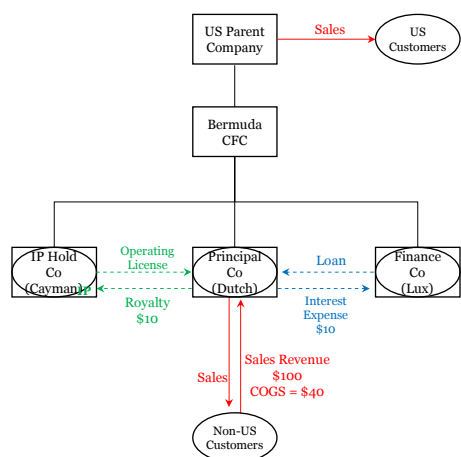 US Parent
Company
Sales
US
Customers
Bermuda
CFC
IP Hold
Co
(Cayman)
IP
Operating
License
Royalty
$10
Principal
Co
(Dutch)
Loan
Interest
Expense
$10
Finance
Co
(Lux)
Sales
Sales Revenue
$100
COGS = $40
Non-US
Customers